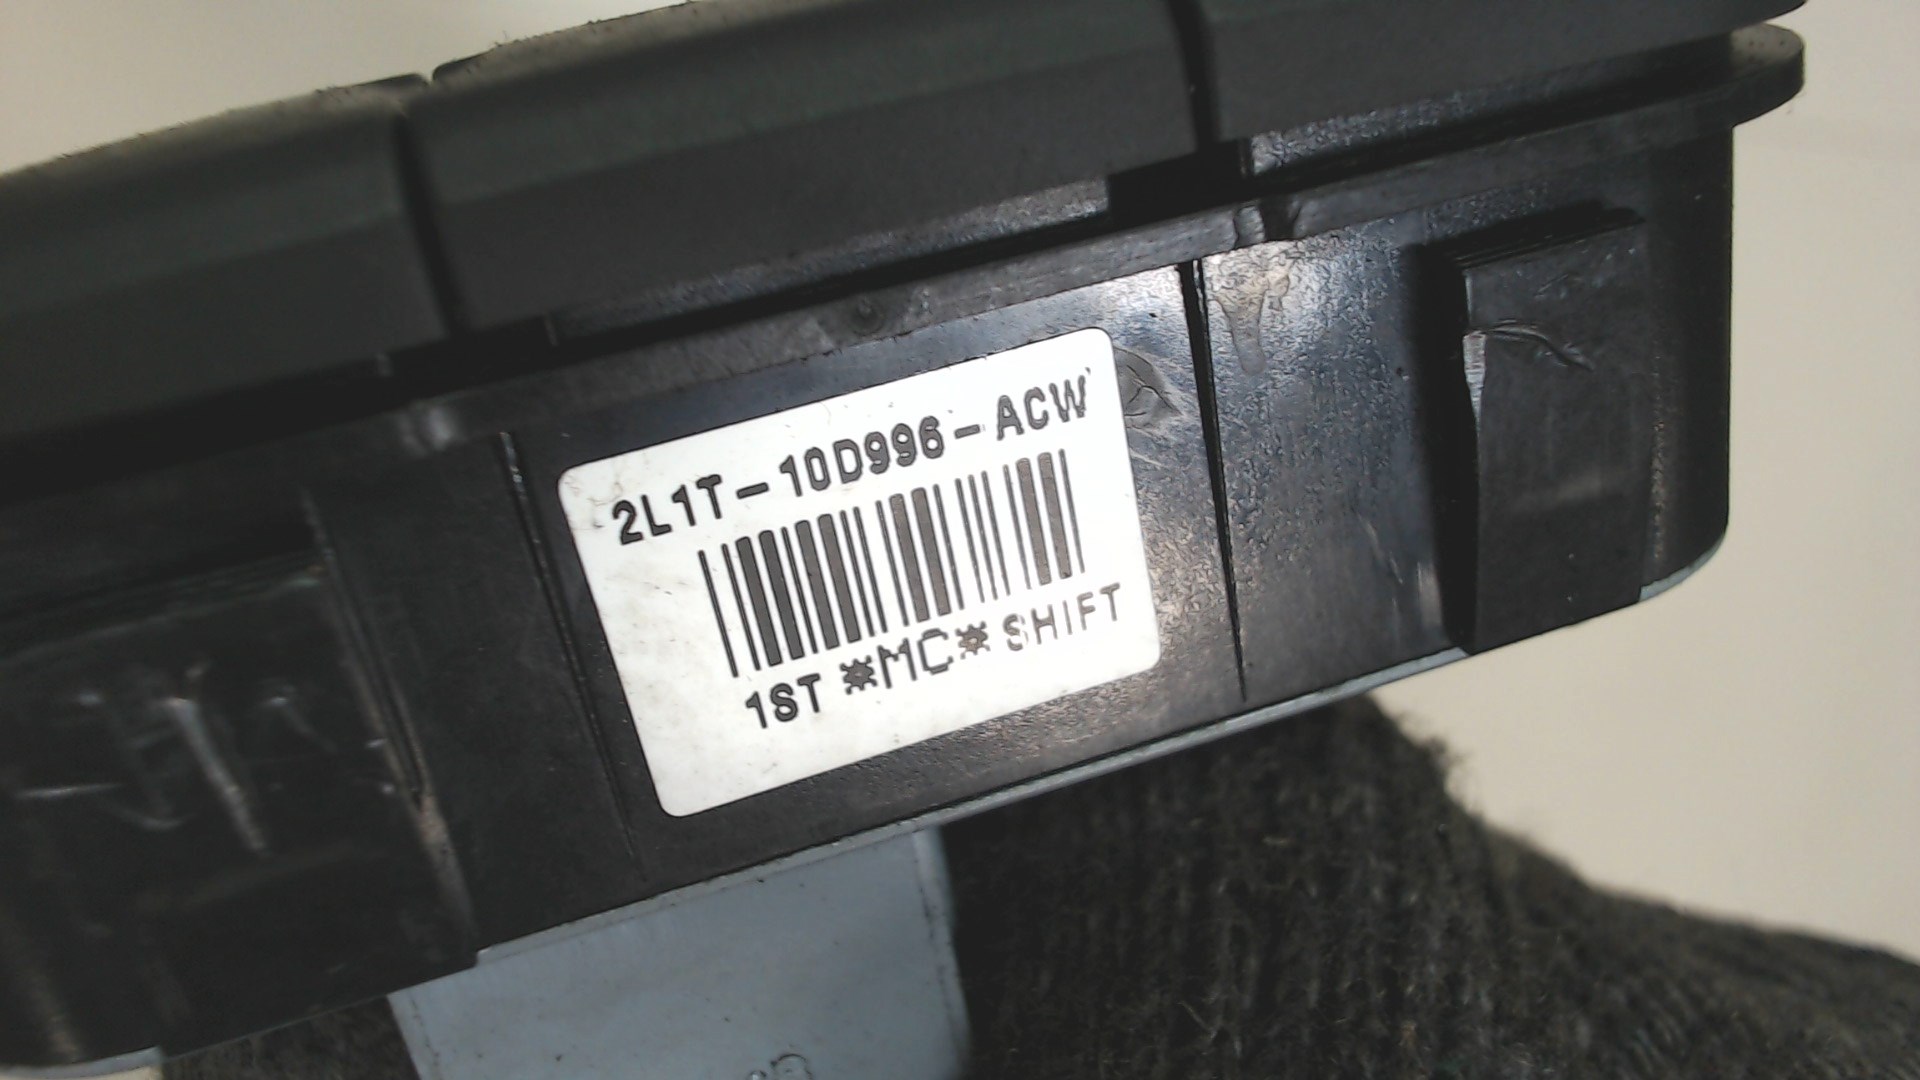 2L1T-10D996-ACW
1ST *MC* SHIFT